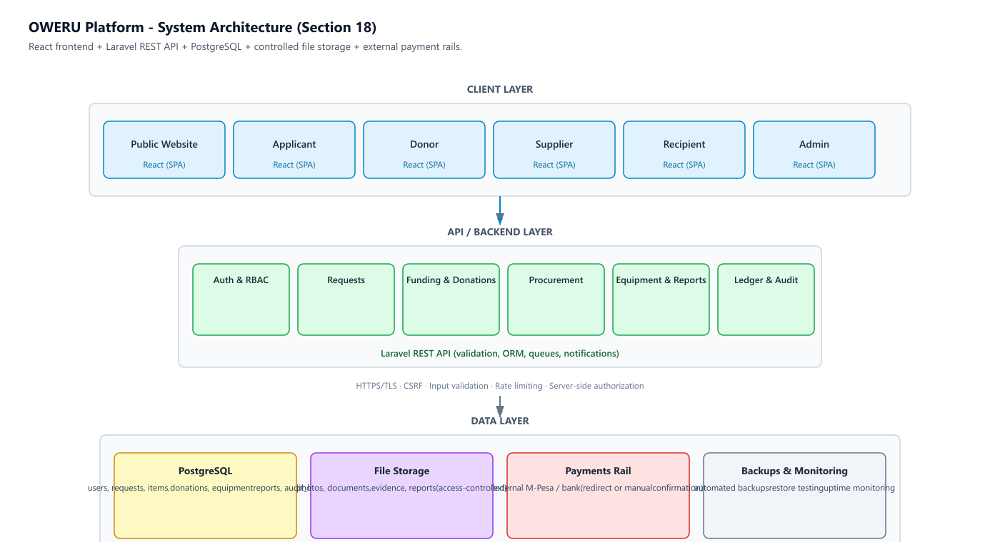 OWERU Platform - System Architecture (Section 18)
React frontend + Laravel REST API + PostgreSQL + controlled file storage + external payment rails.
CLIENT LAYER
Public Website
React (SPA)
Applicant
React (SPA)
Donor
React (SPA)
Supplier
React (SPA)
Recipient
React (SPA)
Admin
React (SPA)
API / BACKEND LAYER
Auth & RBAC
Requests
Funding & Donations
Procurement
Equipment & Reports
Ledger & Audit
Laravel REST API (validation, ORM, queues, notifications)
HTTPS/TLS · CSRF · Input validation · Rate limiting · Server-side authorization
DATA LAYER
PostgreSQL
users, requests, items,donations, equipmentreports,
File Storage
documents,evidence, reports(access-controlled)
Payments Rail
M-Pesa / bank(redirect or manualconfirmation)
Backups & Monitoring
automated backupsrestore testinguptime monitoring